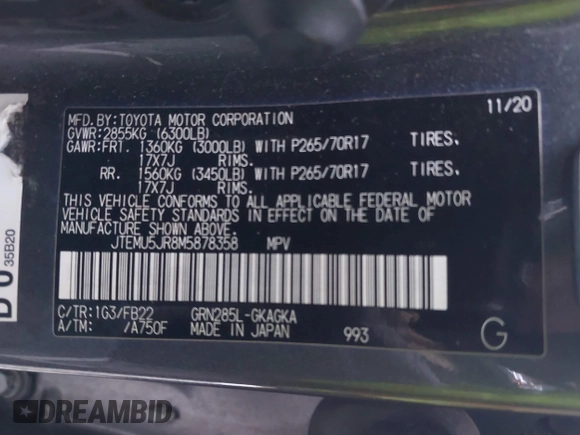 MFD.BY:TOYOTA MOTOR CORPORATION 11/20
GVWR:2855KG (6300LB)
GAWR:FRT. 1360KG (3000LB) WITH P265/70R17 TIRES.
17X7J RIMS.
RR. 1560KG (3450LB) WITH P265/70R17 TIRES.
17X7J RIMS.
THIS VEHICLE CONFORMS TO ALL APPLICABLE FEDERAL MOTOR
VEHICLE SAFETY STANDARDS IN EFFECT ON THE DATE OF
MANUFACTURE SHOWN ABOVE.
JTEMU5JR8M5878358 MPV
C/TR:1G3/FB22 GRN285L-GKAGKA
A/TM: /A750F MADE IN JAPAN 993 G
35B20
DREAMBID